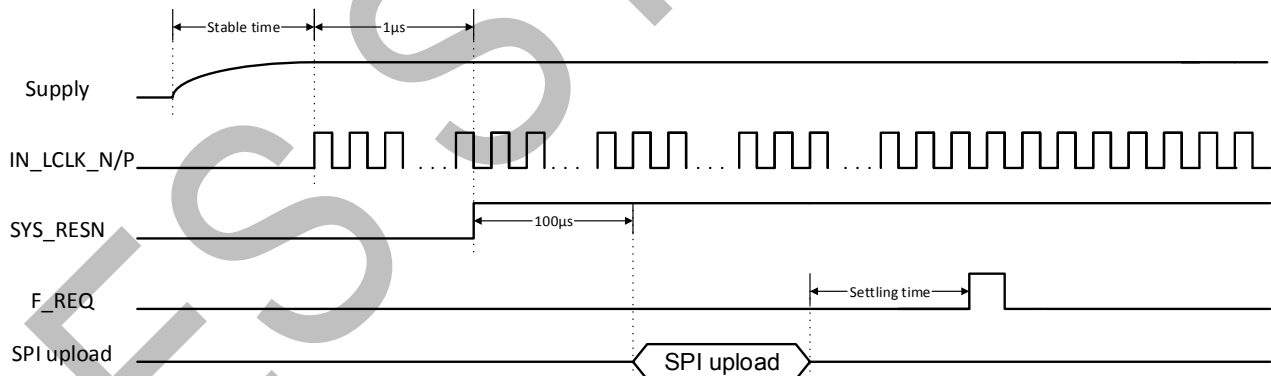 Stable time
1µs
Supply
IN_LCLK_N/P
SYS_RESN
100µs
F_REQ
Settling time
SPI upload
SPI upload